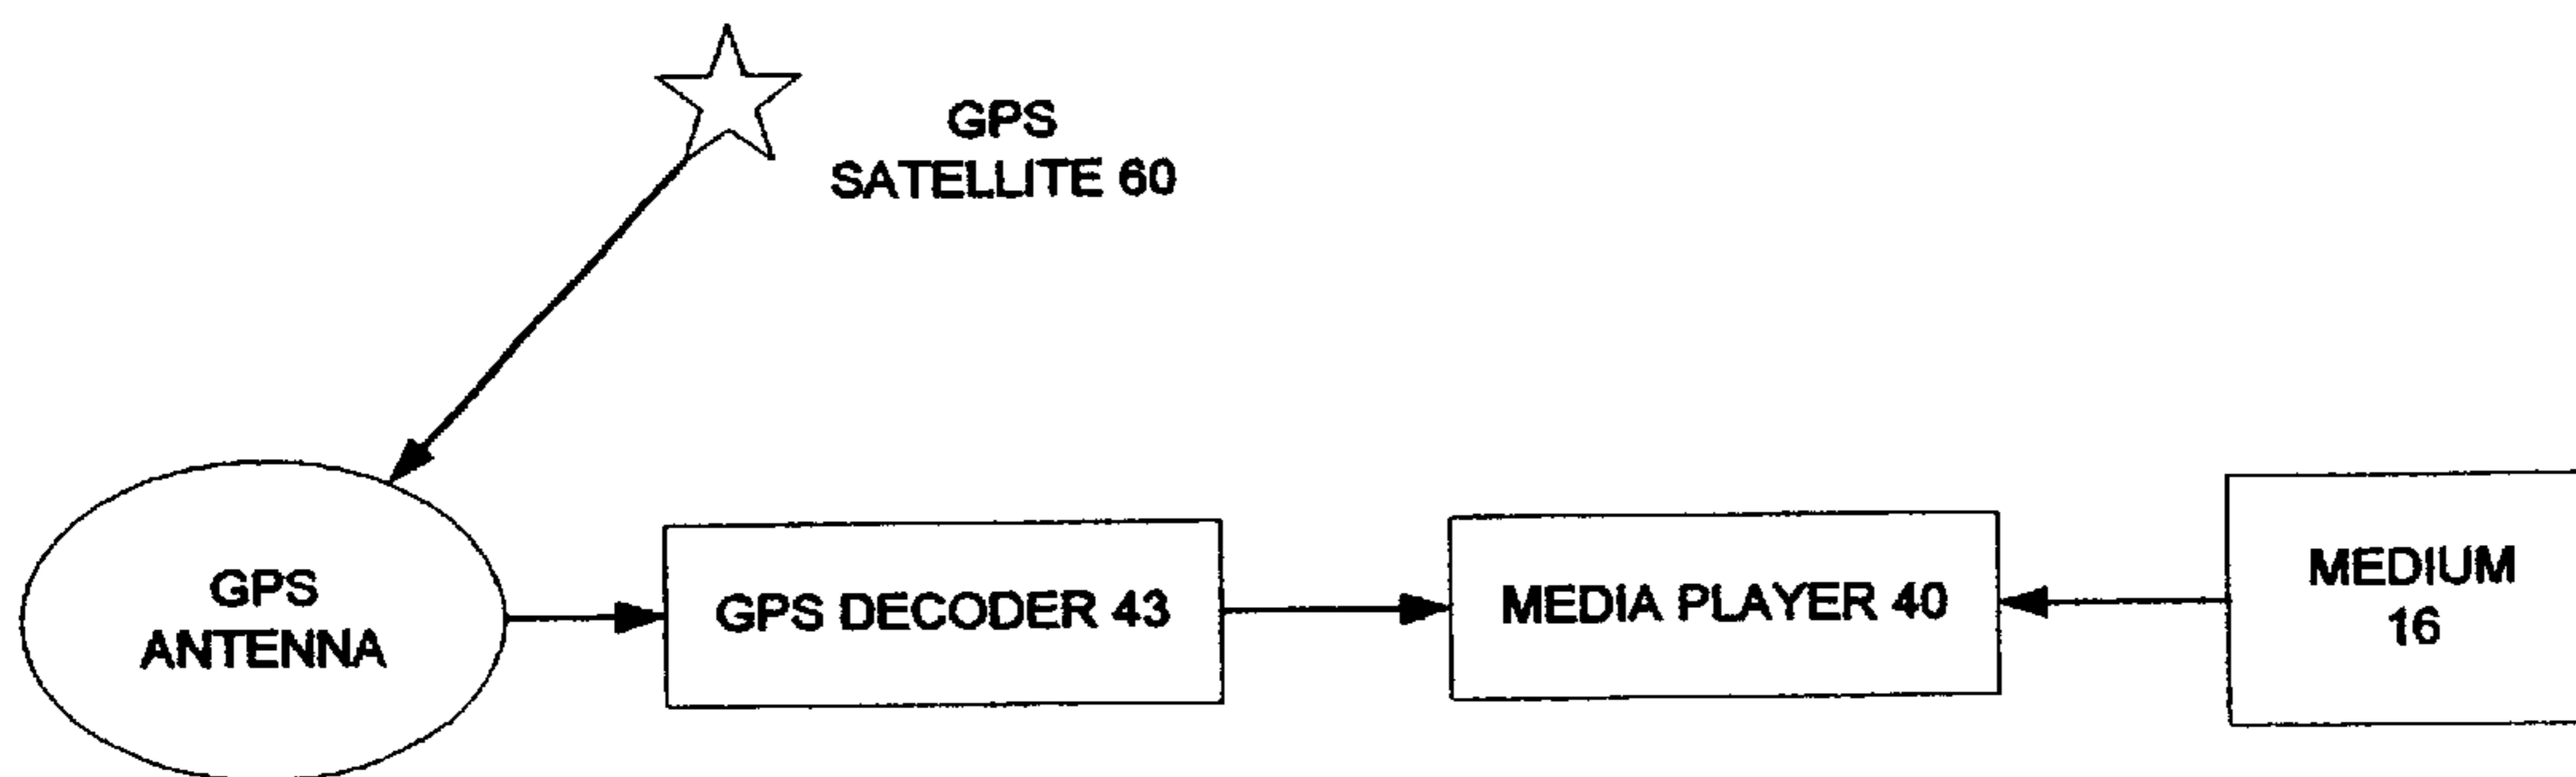 GPS
SATELLITE 60
GPS
ANTENNA
GPS DECODER 43
MEDIA PLAYER 40
MEDIUM
16